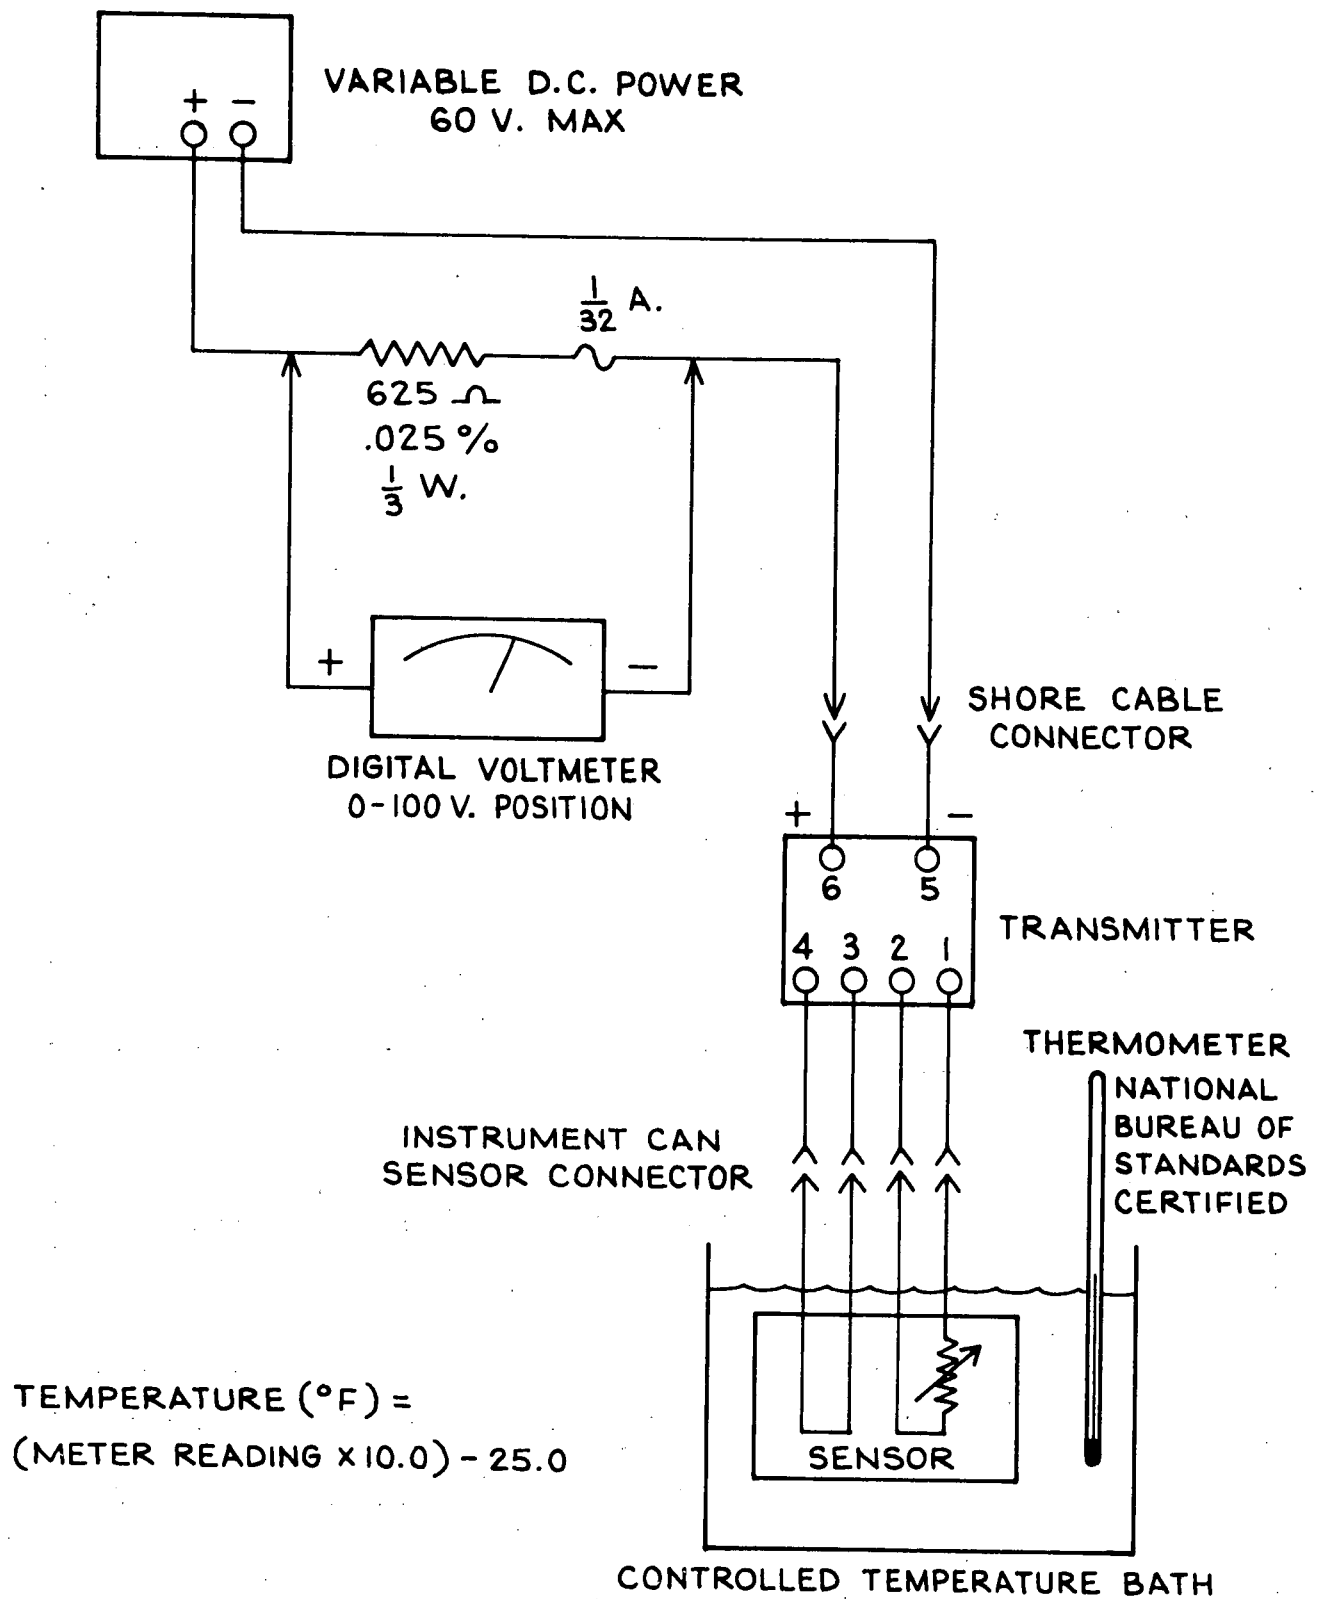 VARIABLE D.C. POWER
60 V. MAX
+ −
1/32 A.
625 Ω
.025 %
1/3 W.
+ −
DIGITAL VOLTMETER
0-100 V. POSITION
SHORE CABLE
CONNECTOR
+ −
6 5
TRANSMITTER
4 3 2 1
THERMOMETER
NATIONAL
BUREAU OF
STANDARDS
CERTIFIED
INSTRUMENT CAN
SENSOR CONNECTOR
TEMPERATURE (°F) =
(METER READING X 10.0) - 25.0
SENSOR
CONTROLLED TEMPERATURE BATH